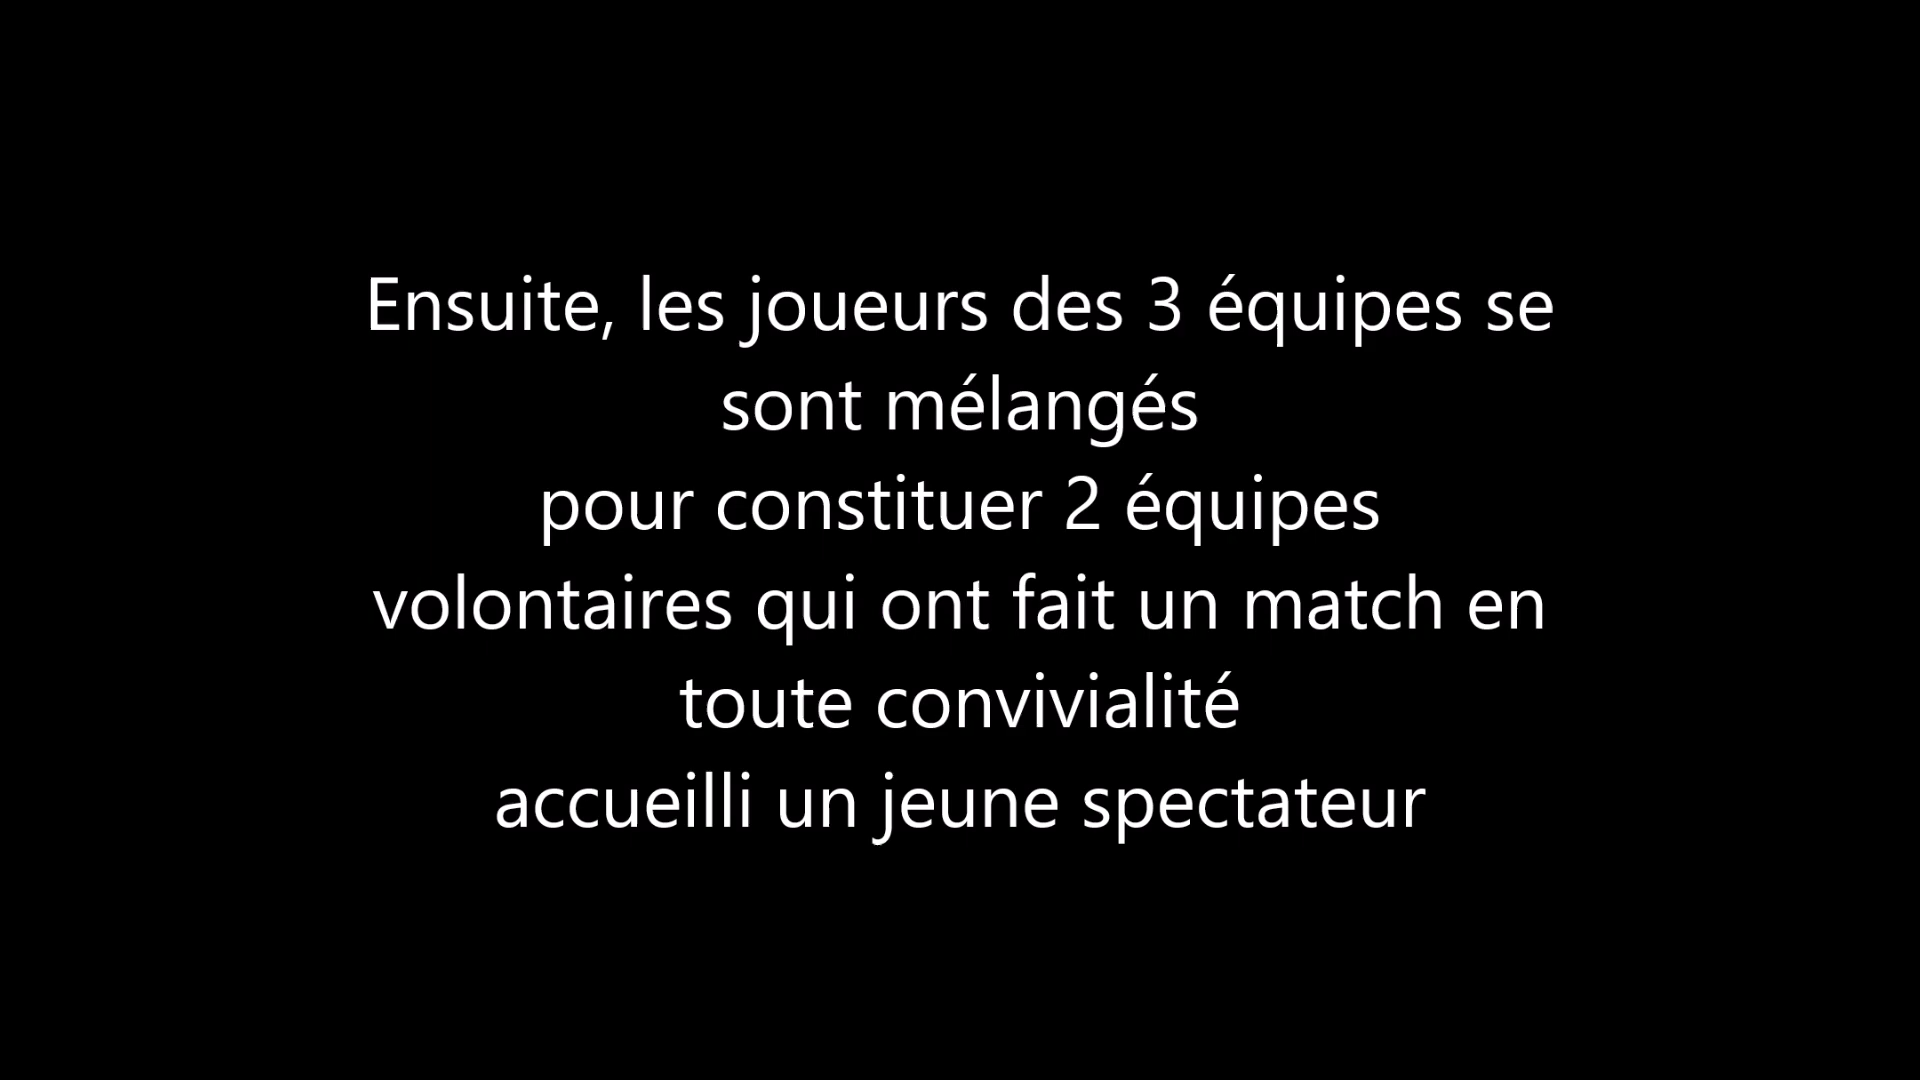 Ensuite, les joueurs des 3 équipes se
sont mélangés
pour constituer 2 équipes
volontaires qui ont fait un match en
toute convivialité
accueilli un jeune spectateur